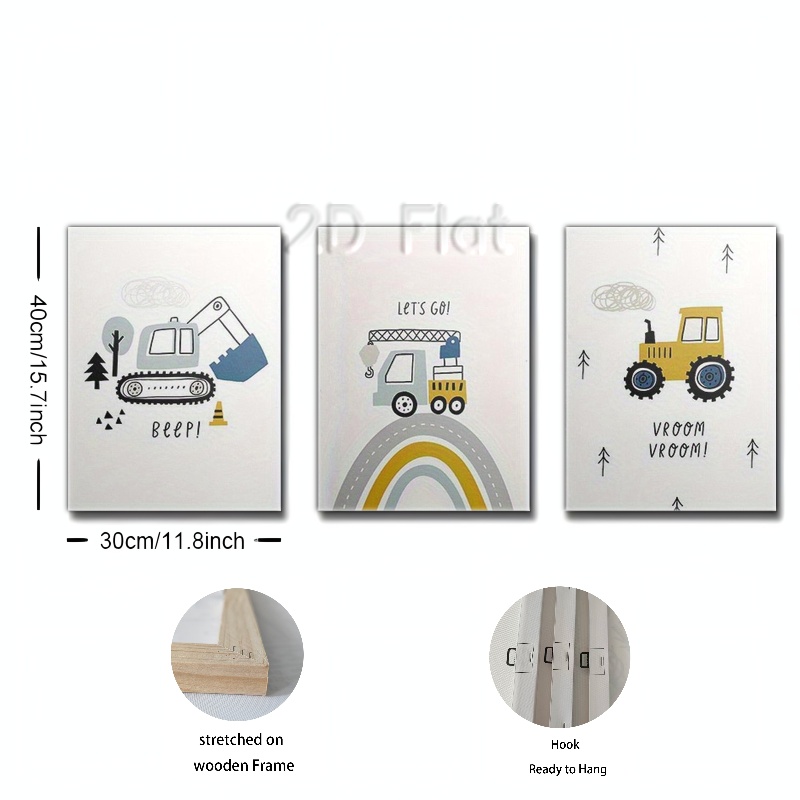 2D Flat
LET'S GO!
BEEP!
VROOM
VROOM!
40cm/15.7inch
30cm/11.8inch
stretched on
wooden Frame
Hook
Ready to Hang